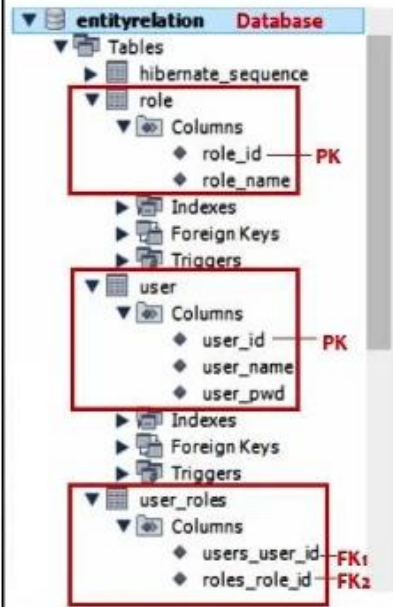 entityrelation Database
Tables
hibernate_sequence
role
Columns
role_id PK
role_name
Indexes
Foreign Keys
Triggers
user
Columns
user_id PK
user_name
user_pwd
Indexes
Foreign Keys
Triggers
user_roles
Columns
users_user_id FK1
roles_role_id FK2